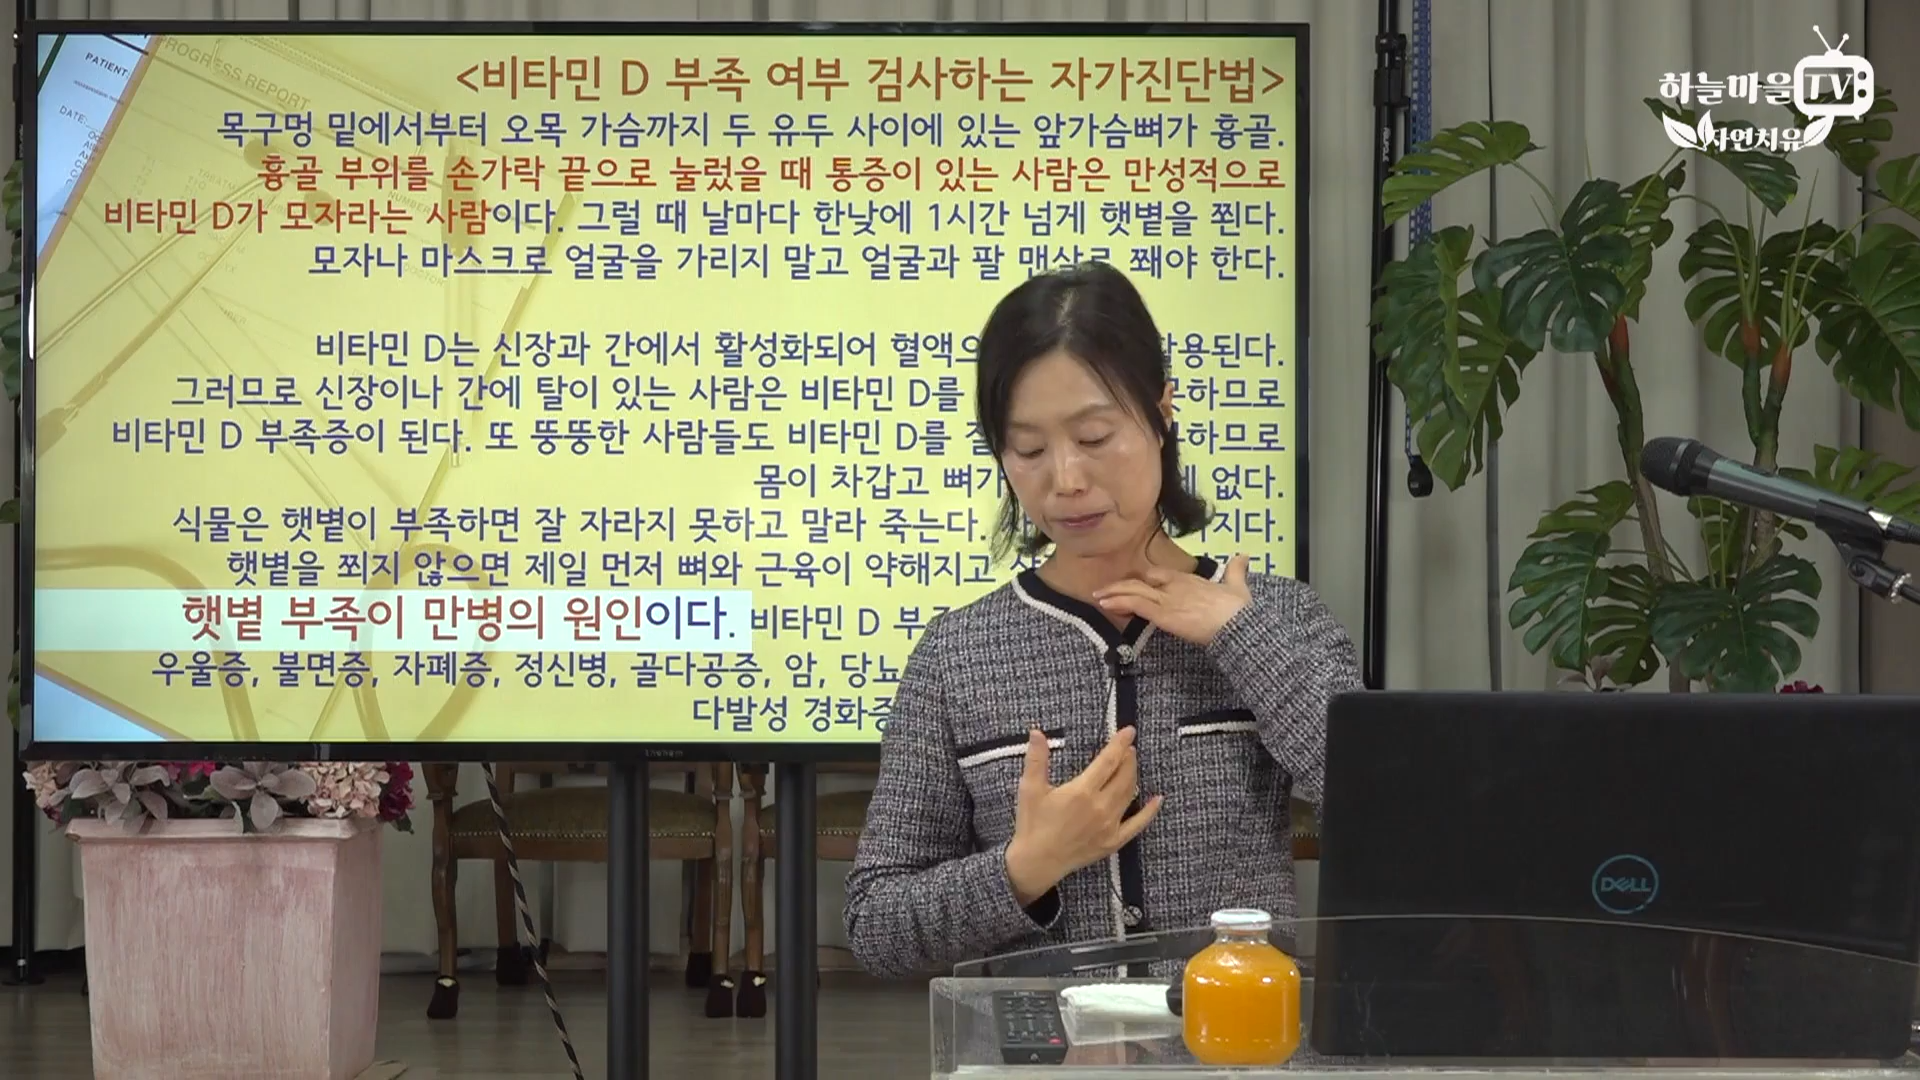 <비타민 D 부족 여부 검사하는 자가진단법>
목구멍 밑에서부터 오목 가슴까지 두 유두 사이에 있는 앞가슴뼈가 흉골.
흉골 부위를 손가락 끝으로 눌렀을 때 통증이 있는 사람은 만성적으로
비타민 D가 모자라는 사람이다. 그럴 때 날마다 한낮에 1시간 넘게 햇볕을 쬔다.
모자나 마스크로 얼굴을 가리지 말고 얼굴과 팔 맨살로 쫴야 한다.
비타민 D는 신장과 간에서 활성화되어 혈액으
그러므로 신장이나 간에 탈이 있는 사람은 비타민 D를 못하므로
비타민 D 부족증이 된다. 또 뚱뚱한 사람들도 비타민 D를
몸이 차갑고 뼈가 없다.
식물은 햇볕이 부족하면 잘 자라지 못하고 말라 죽는다.
햇볕을 쬐지 않으면 제일 먼저 뼈와 근육이 약해지고
햇볕 부족이 만병의 원인이다. 비타민 D
우울증, 불면증, 자폐증, 정신병, 골다공증, 암, 당뇨
다발성 경화증
PROGRESS REPORT
PATIENT:
DATE:
하늘마을 TV
자연치유
DELL